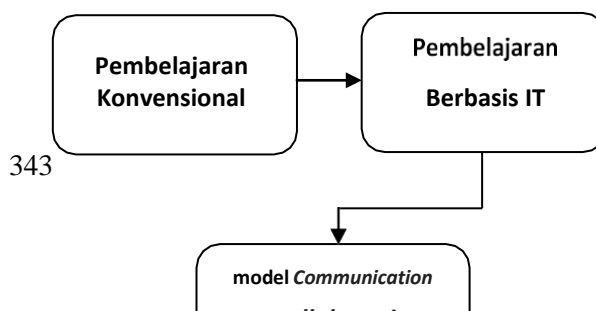 Pembelajaran
Konvensional
Pembelajaran
Berbasis IT
343
model Communication